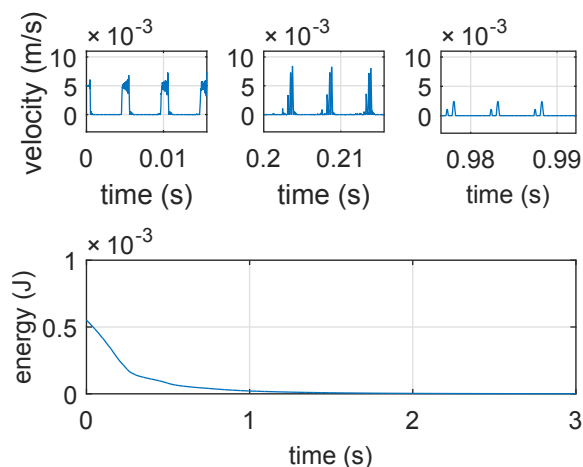 × 10⁻³ × 10⁻³ × 10⁻³
velocity (m/s)
10
5
0
10
5
0
10
5
0
0 0.01 0.2 0.21 0.98 0.99
time (s) time (s) time (s)
× 10⁻³
energy (J)
1
0.5
0
0 1 2 3
time (s)